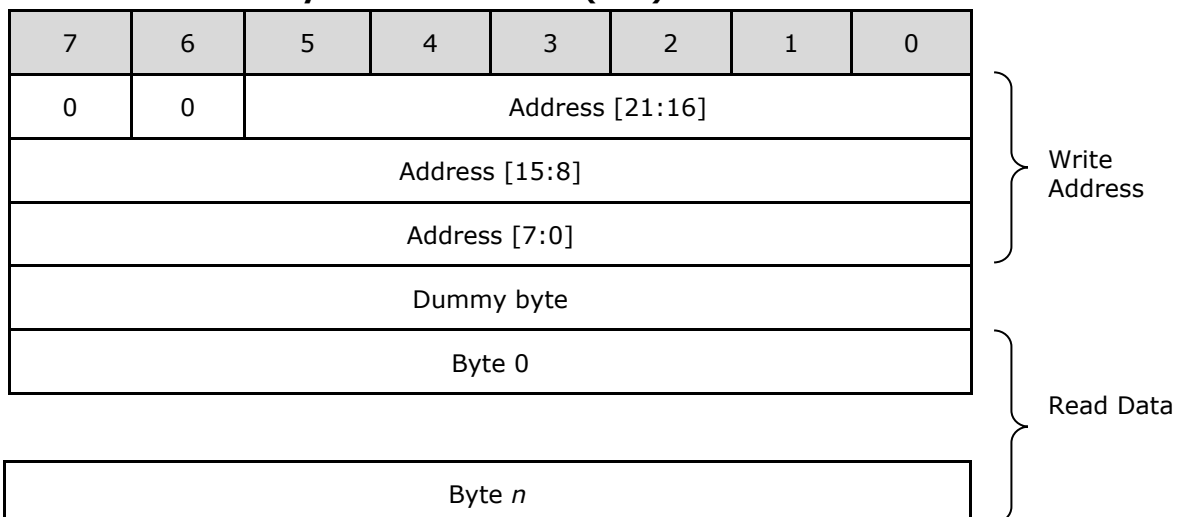 7 6 5 4 3 2 1 0
0 0 Address [21:16]
Address [15:8]
Write
Address
Address [7:0]
Dummy byte
Byte 0
Read Data
Byte n